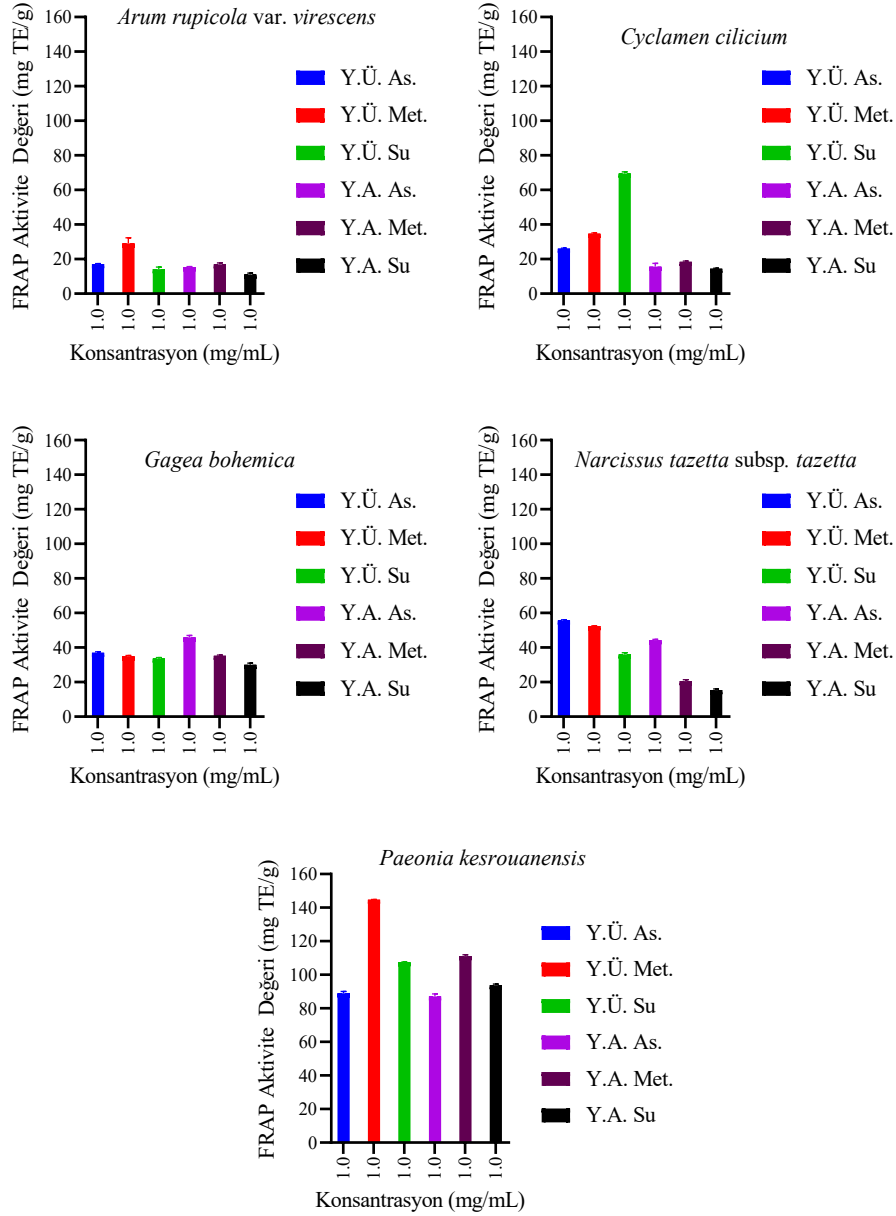 Arum rupicola var. virescens
FRAP Aktivite Değeri (mg TE/g)
160
140
120
100
80
60
40
20
0
1.0 1.0 1.0 1.0 1.0 1.0
Konsantrasyon (mg/mL)
Y.Ü. As.
Y.Ü. Met.
Y.Ü. Su
Y.A. As.
Y.A. Met.
Y.A. Su
Cyclamen cilicium
FRAP Aktivite Değeri (mg TE/g)
160
140
120
100
80
60
40
20
0
1.0 1.0 1.0 1.0 1.0 1.0
Konsantrasyon (mg/mL)
Y.Ü. As.
Y.Ü. Met.
Y.Ü. Su
Y.A. As.
Y.A. Met.
Y.A. Su
Gagea bohemica
FRAP Aktivite Değeri (mg TE/g)
160
140
120
100
80
60
40
20
0
1.0 1.0 1.0 1.0 1.0 1.0
Konsantrasyon (mg/mL)
Y.Ü. As.
Y.Ü. Met.
Y.Ü. Su
Y.A. As.
Y.A. Met.
Y.A. Su
Narcissus tazetta subsp. tazetta
FRAP Aktivite Değeri (mg TE/g)
160
140
120
100
80
60
40
20
0
1.0 1.0 1.0 1.0 1.0 1.0
Konsantrasyon (mg/mL)
Y.Ü. As.
Y.Ü. Met.
Y.Ü. Su
Y.A. As.
Y.A. Met.
Y.A. Su
Paeonia kesrouanensis
FRAP Aktivite Değeri (mg TE/g)
160
140
120
100
80
60
40
20
0
1.0 1.0 1.0 1.0 1.0 1.0
Konsantrasyon (mg/mL)
Y.Ü. As.
Y.Ü. Met.
Y.Ü. Su
Y.A. As.
Y.A. Met.
Y.A. Su